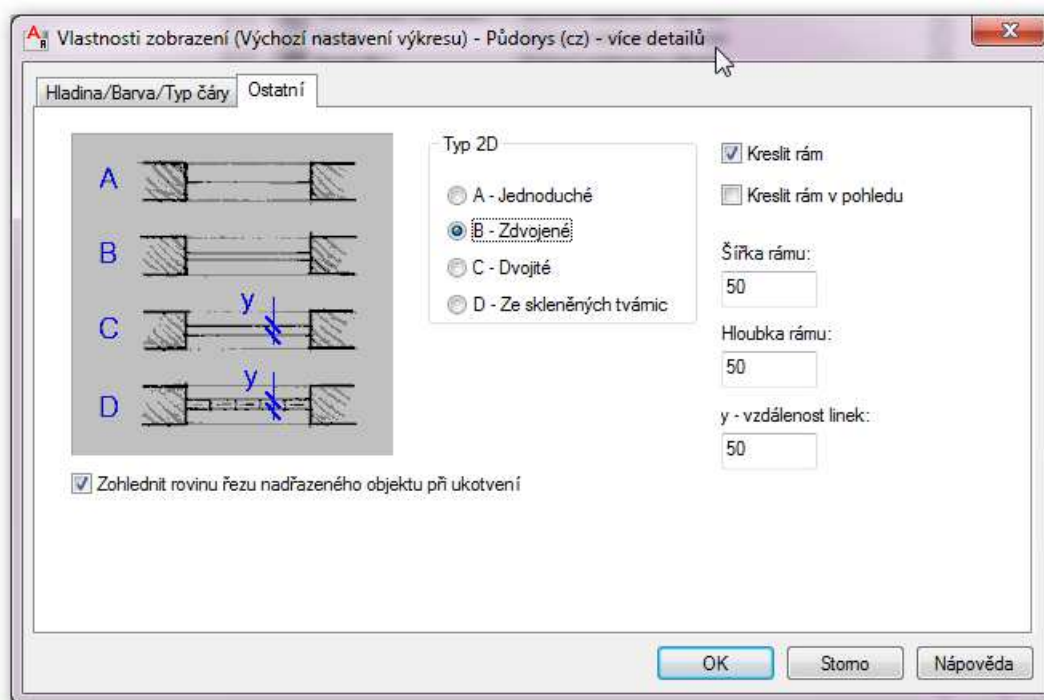 Vlastnosti zobrazení (Výchozí nastavení výkresu) - Půdorys (cz) - více detailů
Hladina/Barva/Typ čáry
Ostatní
A
B
C
y
D
y
Typ 2D
A - Jednoduché
B - Zdvojené
C - Dvojité
D - Ze skleněných tvárnic
Kreslit rám
Kreslit rám v pohledu
Šířka rámu:
50
Hloubka rámu:
50
y - vzdálenost linek:
50
Zohlednit rovinu řezu nadřazeného objektu při ukotvení
OK
Storno
Nápověda